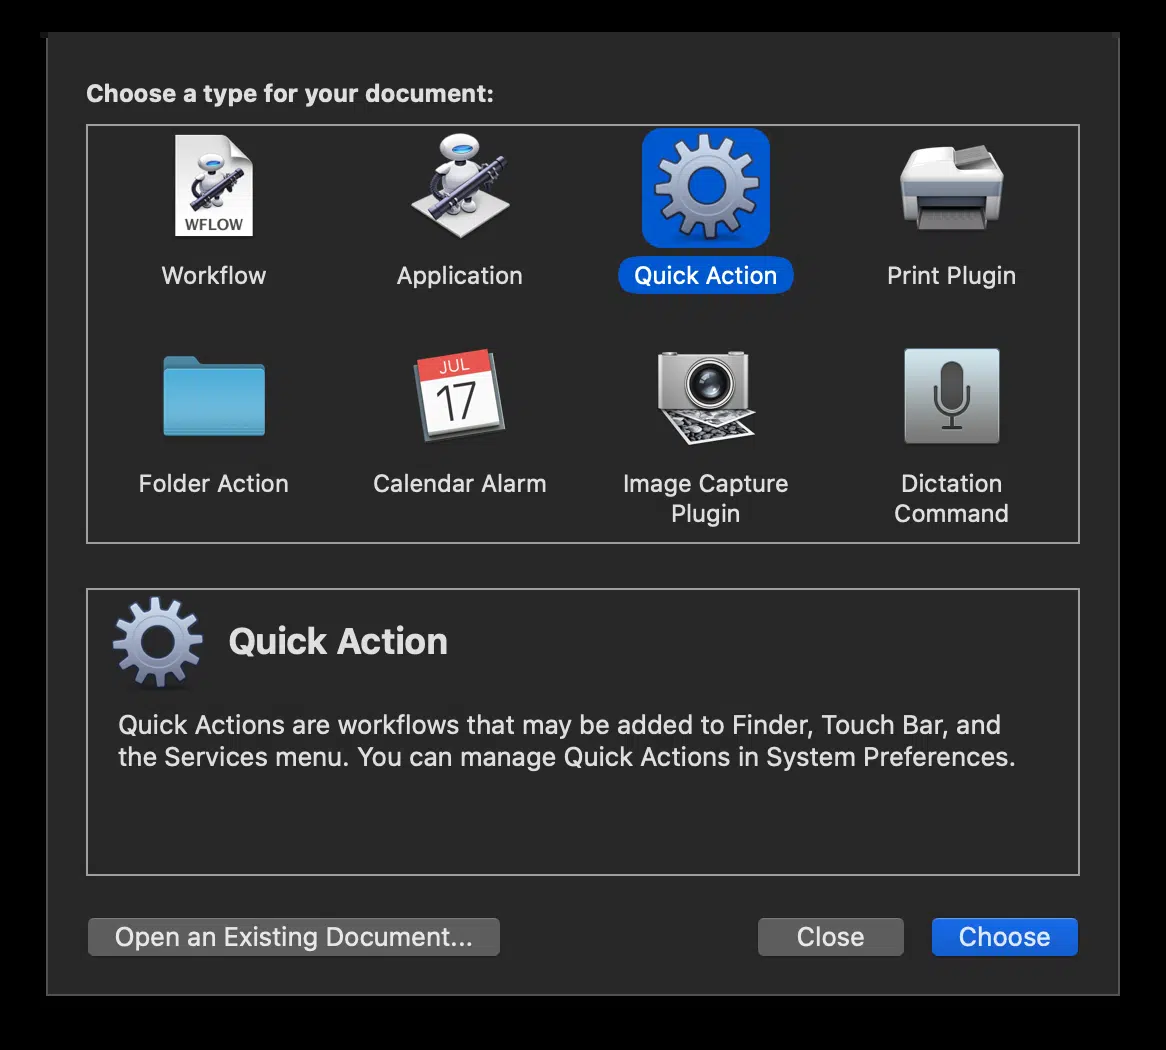 Choose a type for your document:
WFLOW
Workflow
Application
Quick Action
Print Plugin
JUL
17
Folder Action
Calendar Alarm
Image Capture
Plugin
Dictation
Command
Quick Action
Quick Actions are workflows that may be added to Finder, Touch Bar, and
the Services menu. You can manage Quick Actions in System Preferences.
Open an Existing Document...
Close
Choose